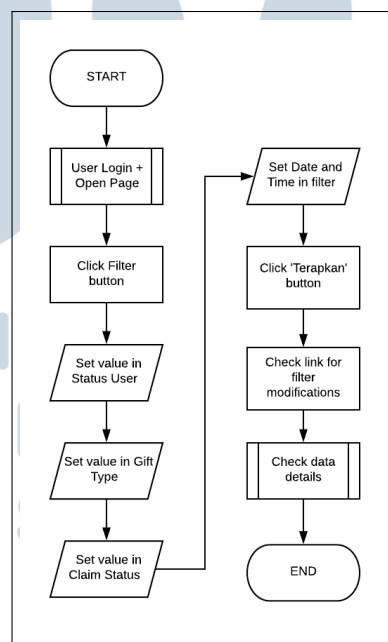 START
User Login +
Open Page
Click Filter
button
Set value in
Status User
Set value in Gift
Type
Set value in
Claim Status
Set Date and
Time in filter
Click 'Terapkan'
button
Check link for
filter
modifications
Check data
details
END